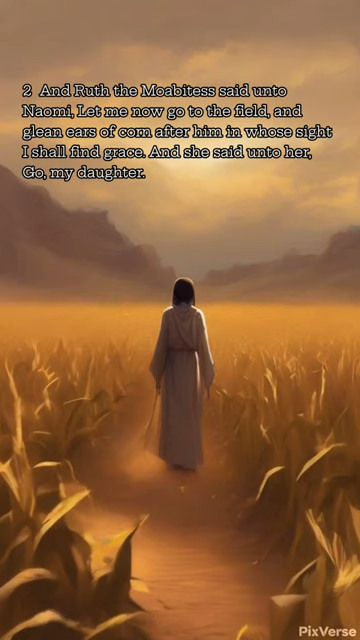 2 And Ruth the Moabitess said unto
Naomi, Let me now go to the field, and
glean ears of corn after him in whose sight
I shall find grace. And she said unto her,
Go, my daughter.
PixVerse